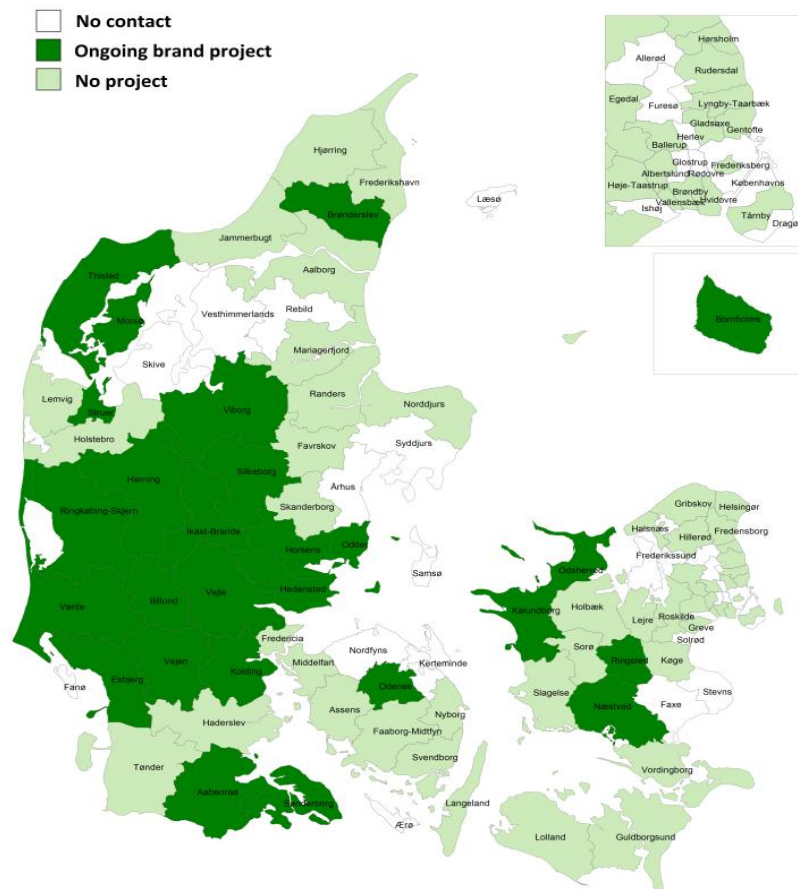 No contact
Ongoing brand project
No project
Hørsholm
Allerød
Rudersdal
Egedal
Furesø
Lyngby-Taarbæk
Gladsaxe
Gentofte
Herlev
Ballerup
Glostrup
Frederiksberg
Albertslund
Rødovre
Høje-Taastrup
Brøndby
Københavns
Vallensbæk
Hvidovre
Ishøj
Tårnby
Dragø
Hjørring
Frederikshavn
Læsø
Brønderslev
Jammerbugt
Thisted
Aalborg
Vesthimmerlands
Rebild
Morsø
Bornholms
Skive
Mariagerfjord
Lemvig
Randers
Norddjurs
Struer
Viborg
Holstebro
Favrskov
Syddjurs
Silkeborg
Herning
Århus
Skanderborg
Ringkøbing-Skjern
Ikast-Brande
Gribskov
Helsingør
Halsnæs
Fredensborg
Hillerød
Horsens
Odder
Frederikssund
Samsø
Odsherred
Hedensted
Varde
Billund
Vejle
Kalundborg
Holbæk
Lejre
Roskilde
Greve
Fredericia
Solrød
Nordfyns
Sorø
Vejen
Middelfart
Kerteminde
Ringsted
Køge
Esbjerg
Kolding
Fanø
Odense
Slagelse
Stevns
Assens
Nyborg
Næstved
Faxe
Haderslev
Faaborg-Midtfyn
Svendborg
Tønder
Vordingborg
Aabenraa
Sønderborg
Langeland
Ærø
Lolland
Guldborgsund